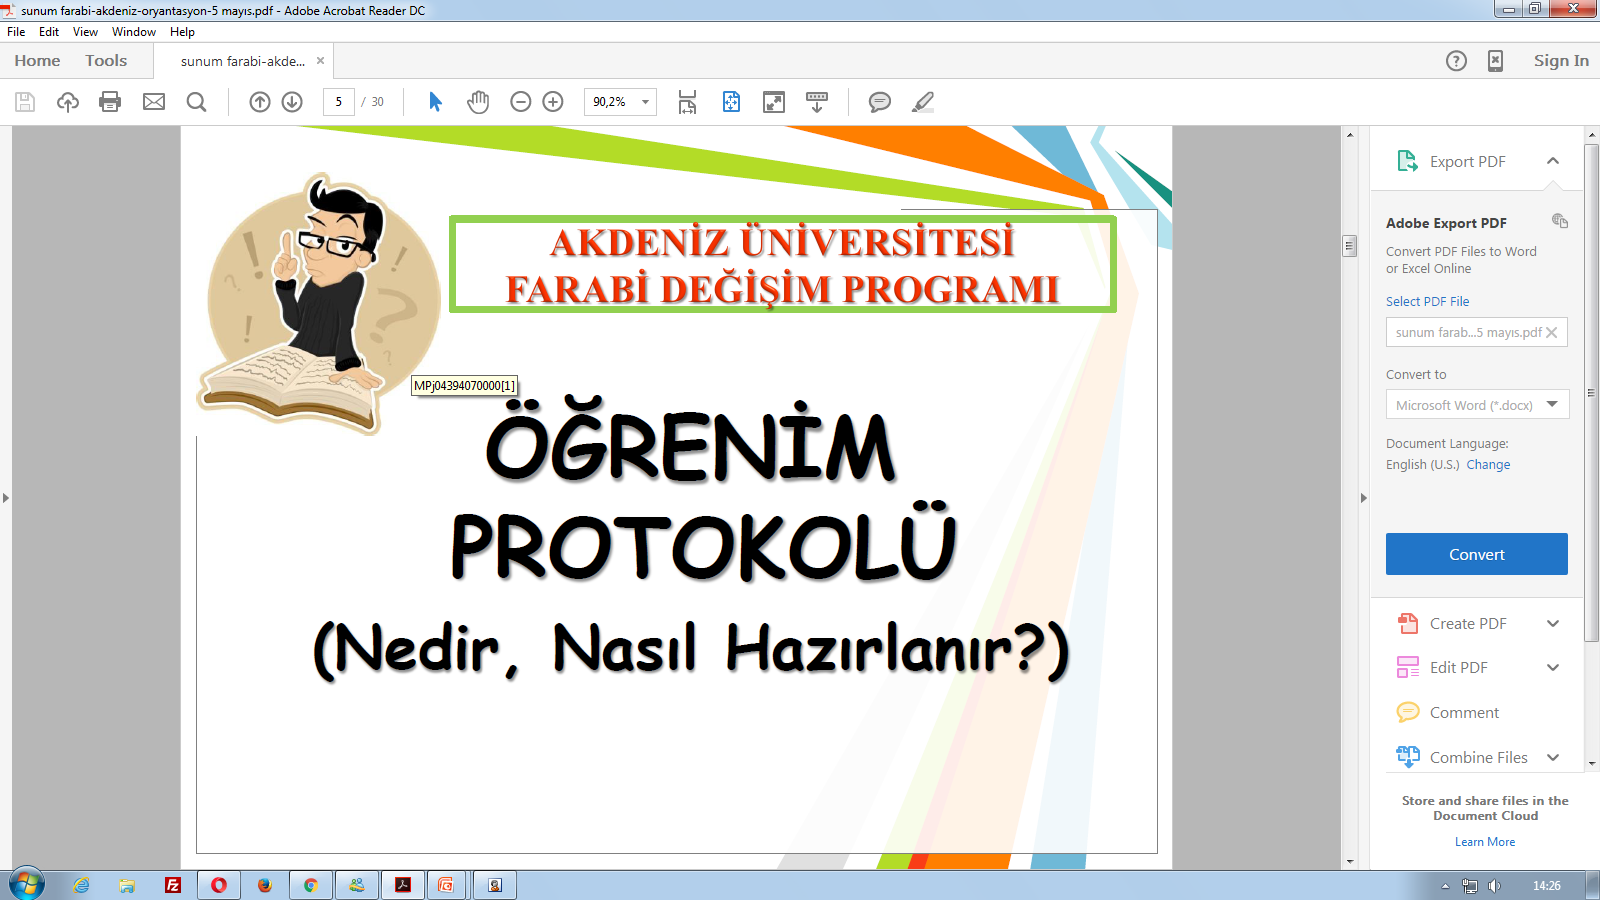 sunum farabi-akdeniz-oryantasyon-5 mayıs.pdf - Adobe Acrobat Reader DC
File Edit View Window Help
Home Tools sunum farabi-akde... × Sign In
5 / 30 90,2%
AKDENİZ ÜNİVERSİTESİ
FARABİ DEĞİŞİM PROGRAMI
MPj04394070000[1]
ÖĞRENİM
PROTOKOLÜ
(Nedir, Nasıl Hazırlanır?)
Export PDF
Adobe Export PDF
Convert PDF Files to Word
or Excel Online
Select PDF File
sunum farab...5 mayıs.pdf
Convert to
Microsoft Word (*.docx)
Document Language:
English (U.S.) Change
Convert
Create PDF
Edit PDF
Comment
Combine Files
Store and share files in the
Document Cloud
Learn More
14:26